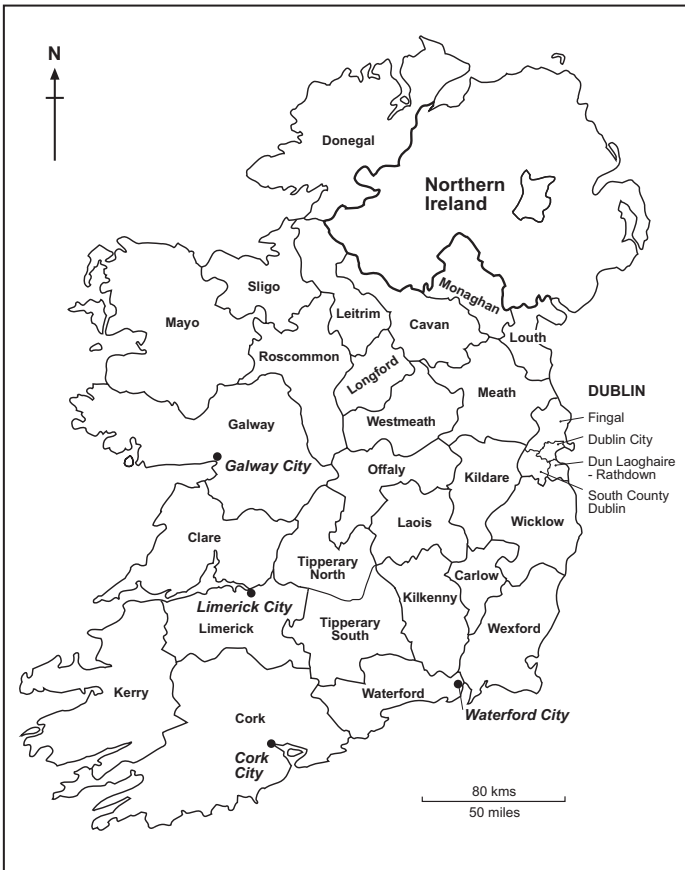 N
Donegal
Northern
Ireland
Monaghan
Sligo
Leitrim
Cavan
Louth
Mayo
Roscommon
Longford
Meath
DUBLIN
Fingal
Dublin City
Dun Laoghaire
- Rathdown
South County
Dublin
Galway
Westmeath
Galway City
Offaly
Kildare
Laois
Wicklow
Clare
Tipperary
North
Carlow
Limerick City
Kilkenny
Limerick
Tipperary
South
Wexford
Kerry
Waterford
Waterford City
Cork
Cork
City
80 kms
50 miles